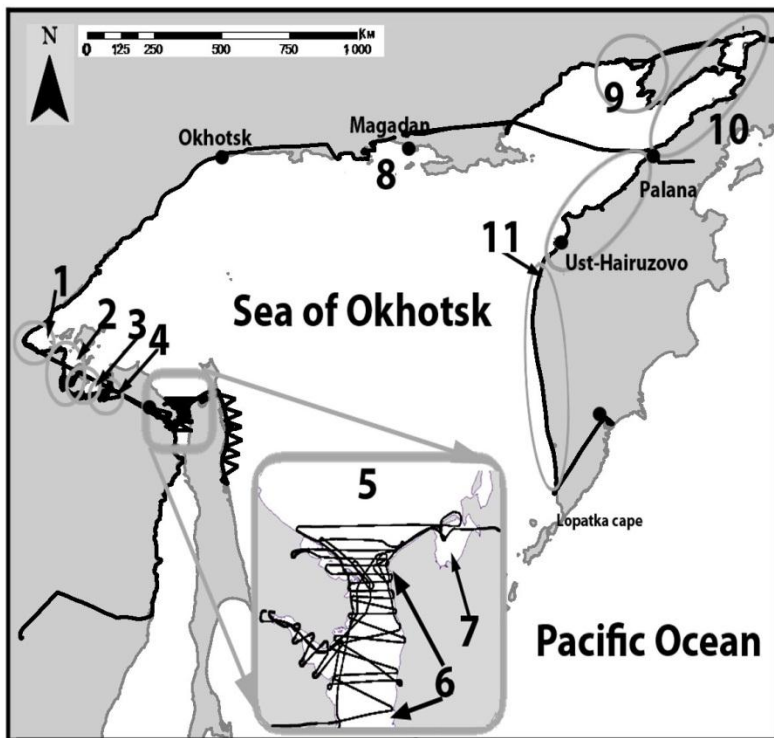 N
Км
0 125 250 500 750 1 000
Okhotsk
Magadan
8
9
10
Palana
11
Ust-Hairuzovo
1
2
3
4
Sea of Okhotsk
5
Lopatka cape
7
6
Pacific Ocean